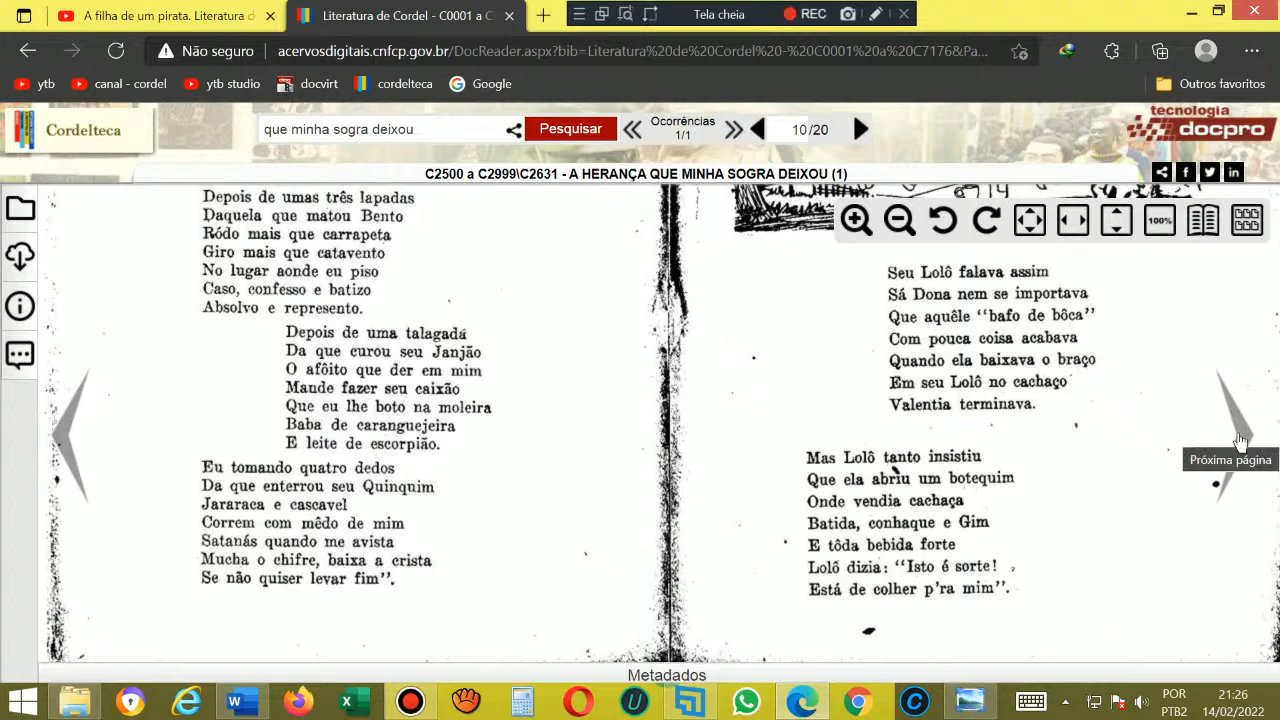 A filha de um pirata. Literatura d
Literatura de Cordel - C0001 a C
Tela cheia
REC
Não seguro
acervosdigitais.cnfcp.gov.br/DocReader.aspx?bib=Literatura%20de%20Cordel%20-%20C0001%20a%20C7176&Pa...
ytb
canal - cordel
ytb studio
docvirt
cordelteca
Google
Outros favoritos
Cordelteca
que minha sogra deixou
Pesquisar
Ocorrências
1/1
10/20
tecnologia
docpro
C2500 a C2999\C2631 - A HERANÇA QUE MINHA SOGRA DEIXOU (1)
100%
Depois de umas três lapadas
Daquela que matou Bento
Ródo mais que carrapeta
Giro mais que catavento
No lugar aonde eu piso
Caso, confesso e batizo
Absolvo e represento.
Depois de uma talagadá
Da que curou seu Janjão
O afôito que der em mim
Mande fazer seu caixão
Que eu lhe boto na moleira
Baba de caranguejeira
E leite de escorpião.
Eu tomando quatro dedos
Da que enterrou seu Quinquim
Jararaca e cascavel
Correm com mêdo de mim
Satanás quando me avista
Mucha o chifre, baixa a crista
Se não quiser levar fim".
Seu Lolô falava assim
Sá Dona nem se importava
Que aquêle "bafo de bôca"
Com pouca coisa acabava
Quando ela baixava o braço
Em seu Lolô no cachaço
Valentia terminava.
Mas Lolô tanto insistiu
Que ela abriu um botequim
Onde vendia cachaça
Batida, conhaque e Gim
E tôda bebida forte
Lolô dizia: "Isto é sorte!
Está de colher p'ra mim".
Próxima página
Metadados
POR
PTB2
21:26
14/02/2022